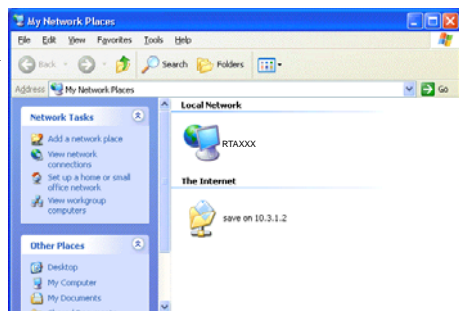 My Network Places
File Edit View Favorites Tools Help
Back Search Folders
Address My Network Places Go
Network Tasks
Add a network place
View network
connections
Set up a home or small
office network
View workgroup
computers
Other Places
Desktop
My Computer
My Documents
Local Network
RTAXXX
The Internet
save on 10.3.1.2